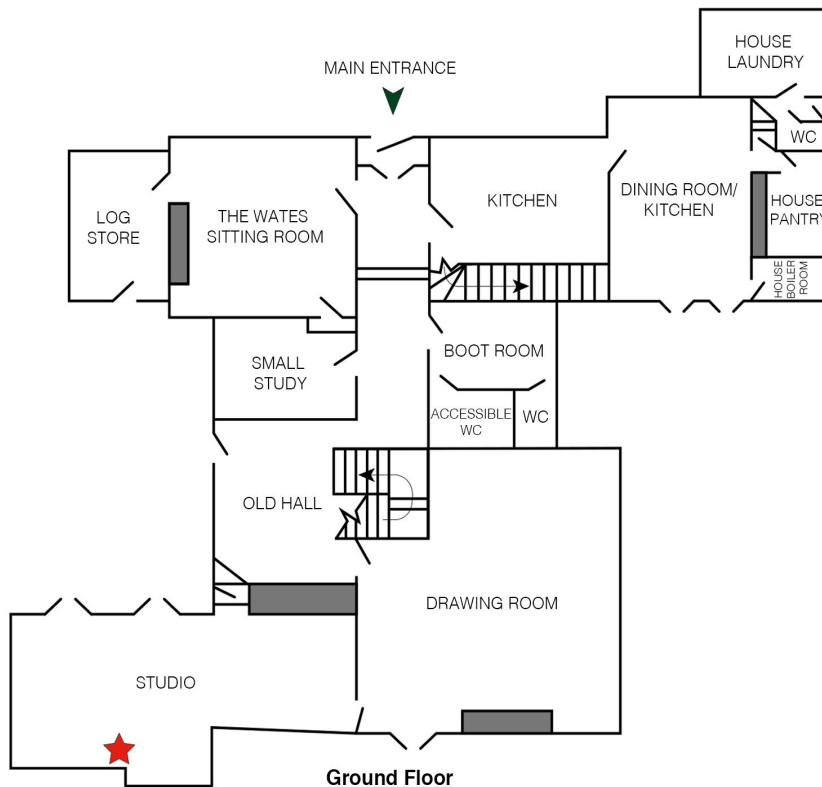 HOUSE
LAUNDRY
MAIN ENTRANCE
WC
KITCHEN
DINING ROOM/
KITCHEN
LOG
STORE
THE WATES
SITTING ROOM
HOUSE
PANTRY
HOUSE
BOILER
ROOM
BOOT ROOM
SMALL
STUDY
ACCESSIBLE
WC
WC
OLD HALL
DRAWING ROOM
STUDIO
Ground Floor